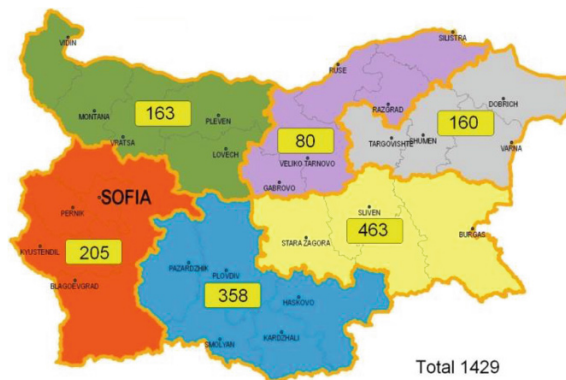 VIDIN
SILISTRA
RUSE
MONTANA
163
PLEVEN
RAZGRAD
DOBRICH
160
VRATSA
80
TARGOVISHTE
SHUMEN
VARNA
LOVECH
VELIKO TARNOVO
GABROVO
SOFIA
PERNIK
SLIVEN
463
BURGAS
STARA ZAGORA
KYUSTENDIL
205
PAZARDZHIK
PLOVDIV
BLAGOEVGRAD
358
HASKOVO
KARDZHALI
SMOLYAN
Total 1429